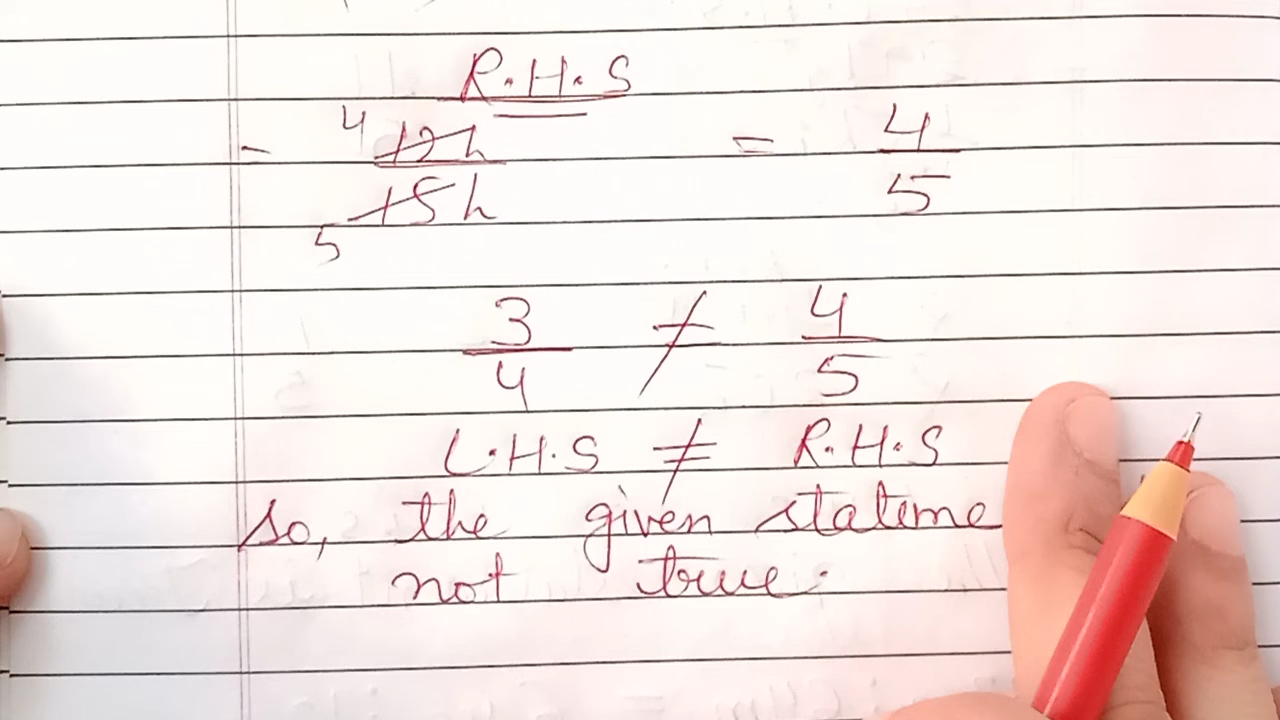 R.H.S
- 4 12h = 4
5 15h 5
3 ≠ 4
4 5
L.H.S ≠ R.H.S
So, the given stateme
not true.